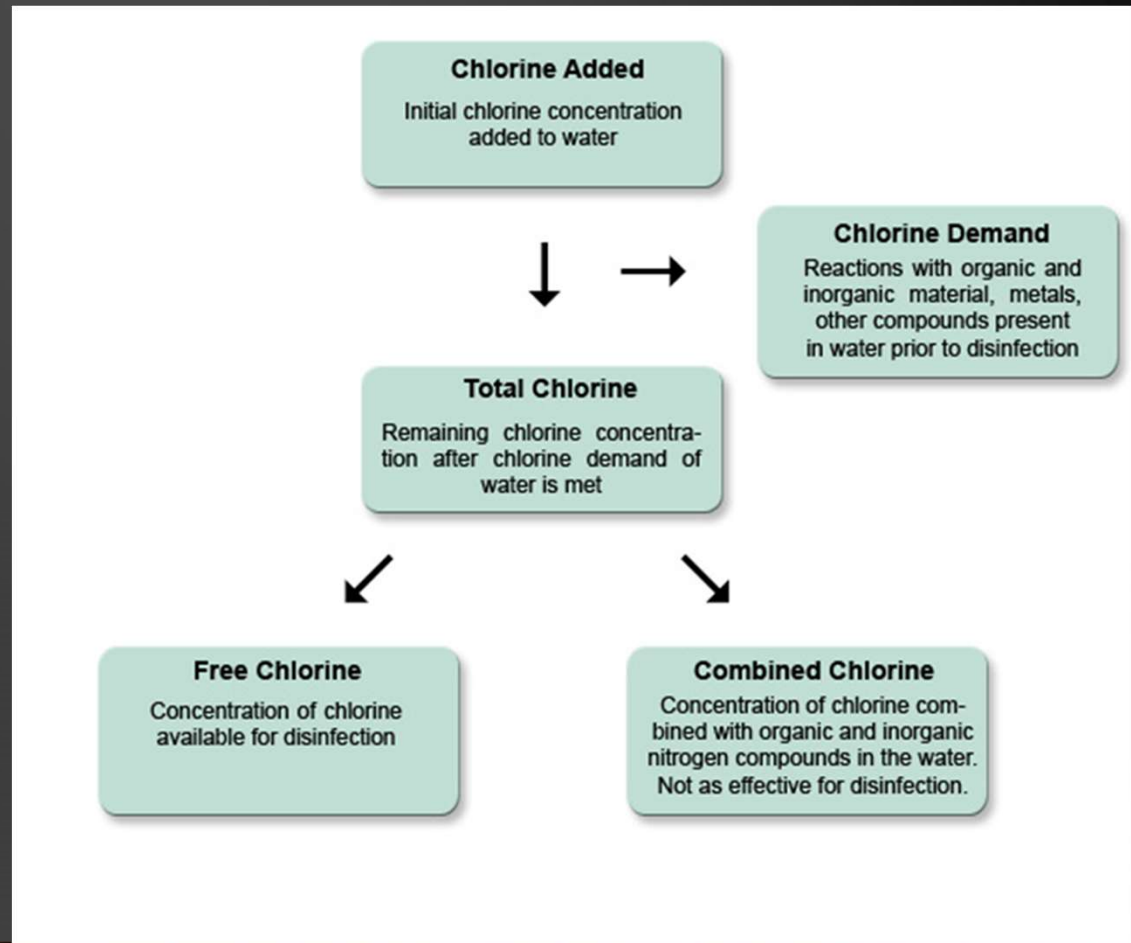 Chlorine Added
Initial chlorine concentration
added to water
Chlorine Demand
Reactions with organic and
inorganic material, metals,
other compounds present
in water prior to disinfection
Total Chlorine
Remaining chlorine concentra-
tion after chlorine demand of
water is met
Free Chlorine
Concentration of chlorine
available for disinfection
Combined Chlorine
Concentration of chlorine com-
bined with organic and inorganic
nitrogen compounds in the water.
Not as effective for disinfection.